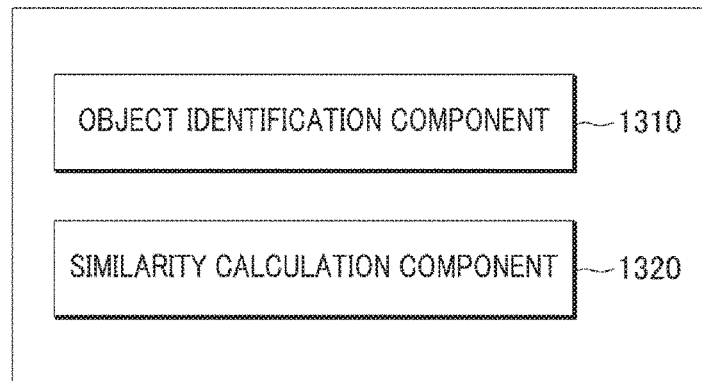 OBJECT IDENTIFICATION COMPONENT 1310
SIMILARITY CALCULATION COMPONENT 1320